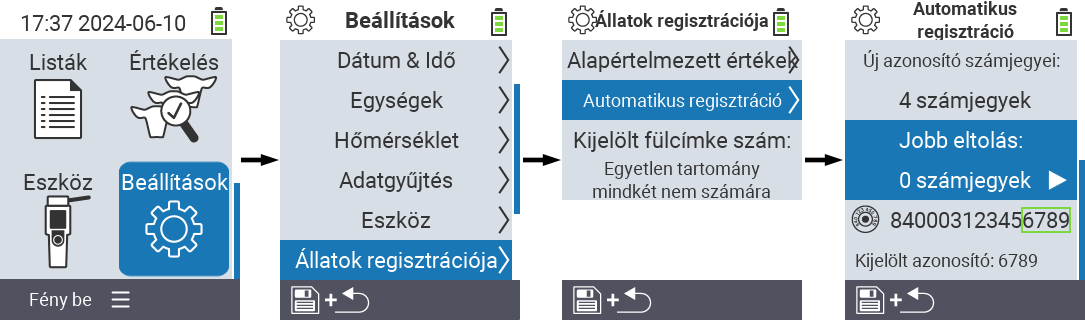 17:37 2024-06-10
Listák
Értékelés
Eszköz
Beállítások
Fény be
Beállítások
Dátum & Idő
Egységek
Hőmérséklet
Adatgyűjtés
Eszköz
Állatok regisztrációja
+
Állatok regisztrációja
Alapértelmezett értékek
Automatikus regisztráció
Kijelölt fülcímke szám:
Egyetlen tartomány
mindkét nem számára
+
Automatikus
regisztráció
Új azonosító számjegyei:
4 számjegyek
Jobb eltolás:
0 számjegyek
840003123456789
Kijelölt azonosító: 6789
+